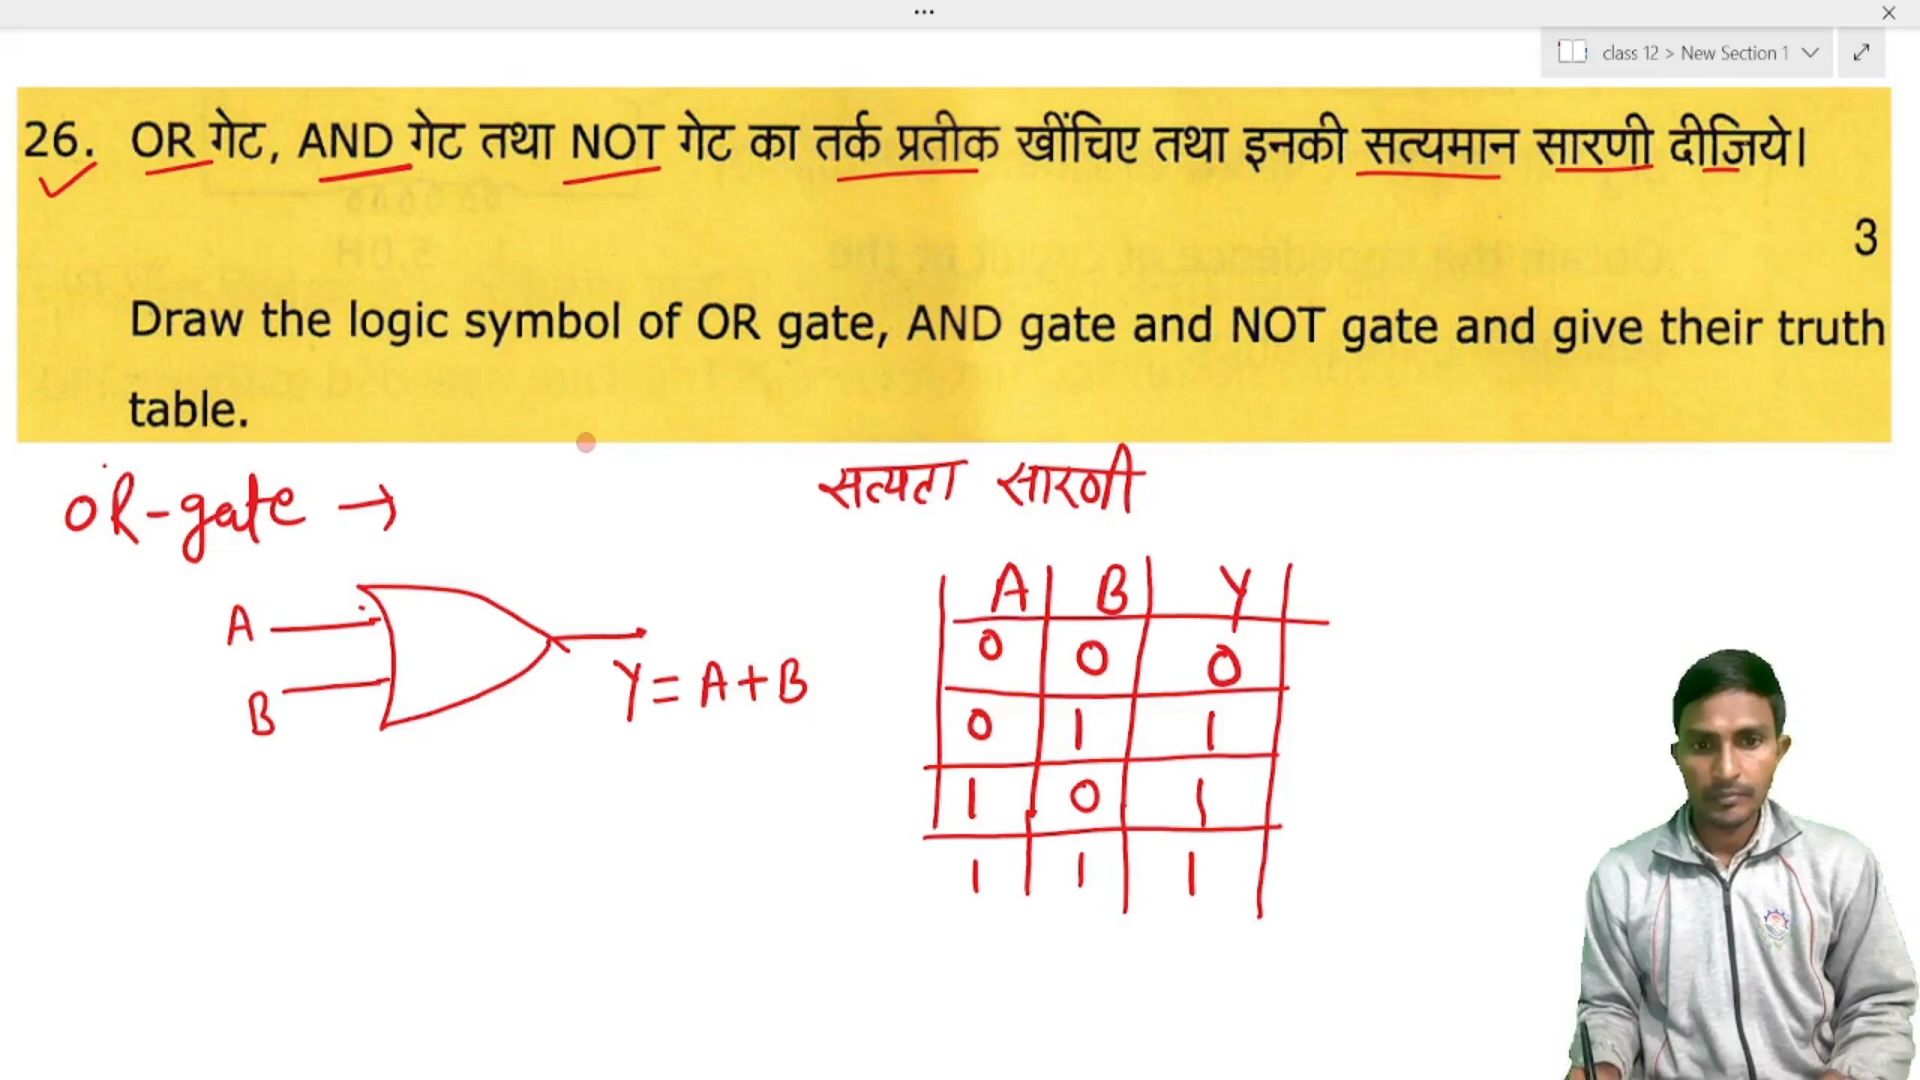 ...
class 12 > New Section 1
26. OR गेट, AND गेट तथा NOT गेट का तर्क प्रतीक खींचिए तथा इनकी सत्यमान सारणी दीजिये।
3
Draw the logic symbol of OR gate, AND gate and NOT gate and give their truth
table.
OR-gate →
A
B
Y = A + B
सत्यता सारणी
A B Y
0 0 0
0 1 1
1 0 1
1 1 1